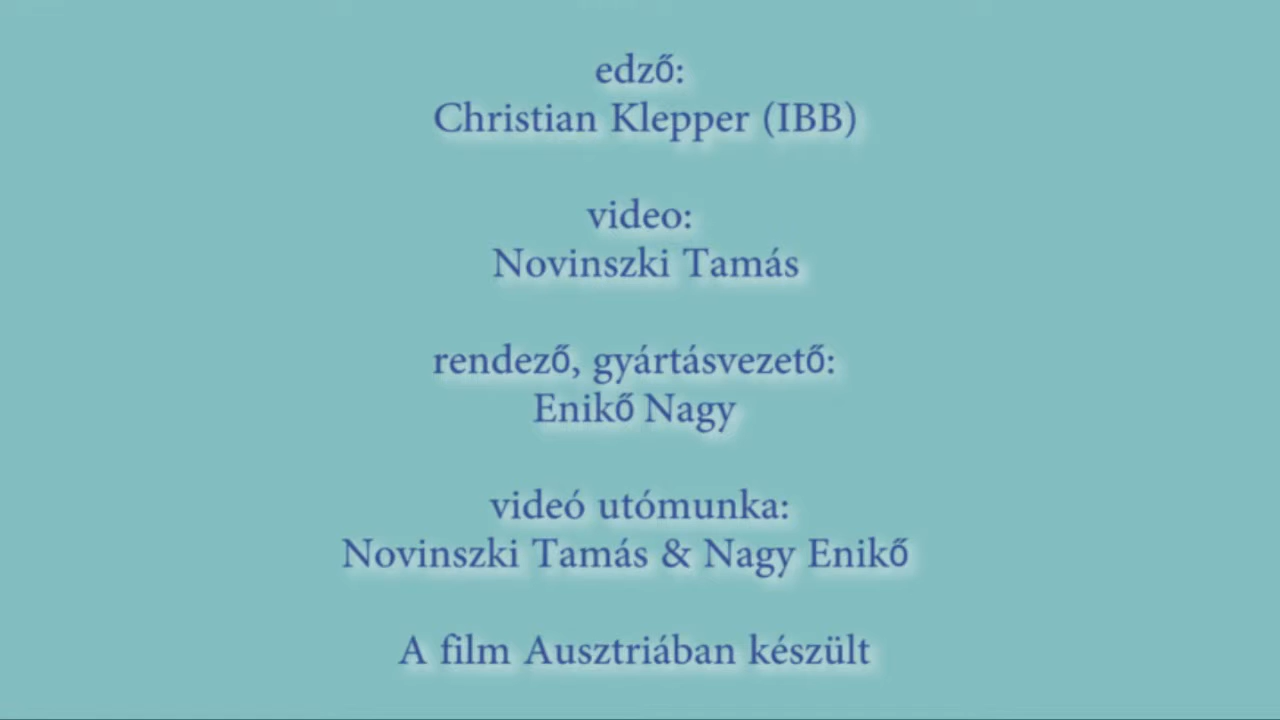 edző:
Christian Klepper (IBB)
video:
Novinszki Tamás
rendező, gyártásvezető:
Enikő Nagy
videó utómunka:
Novinszki Tamás & Nagy Enikő
A film Ausztriában készült